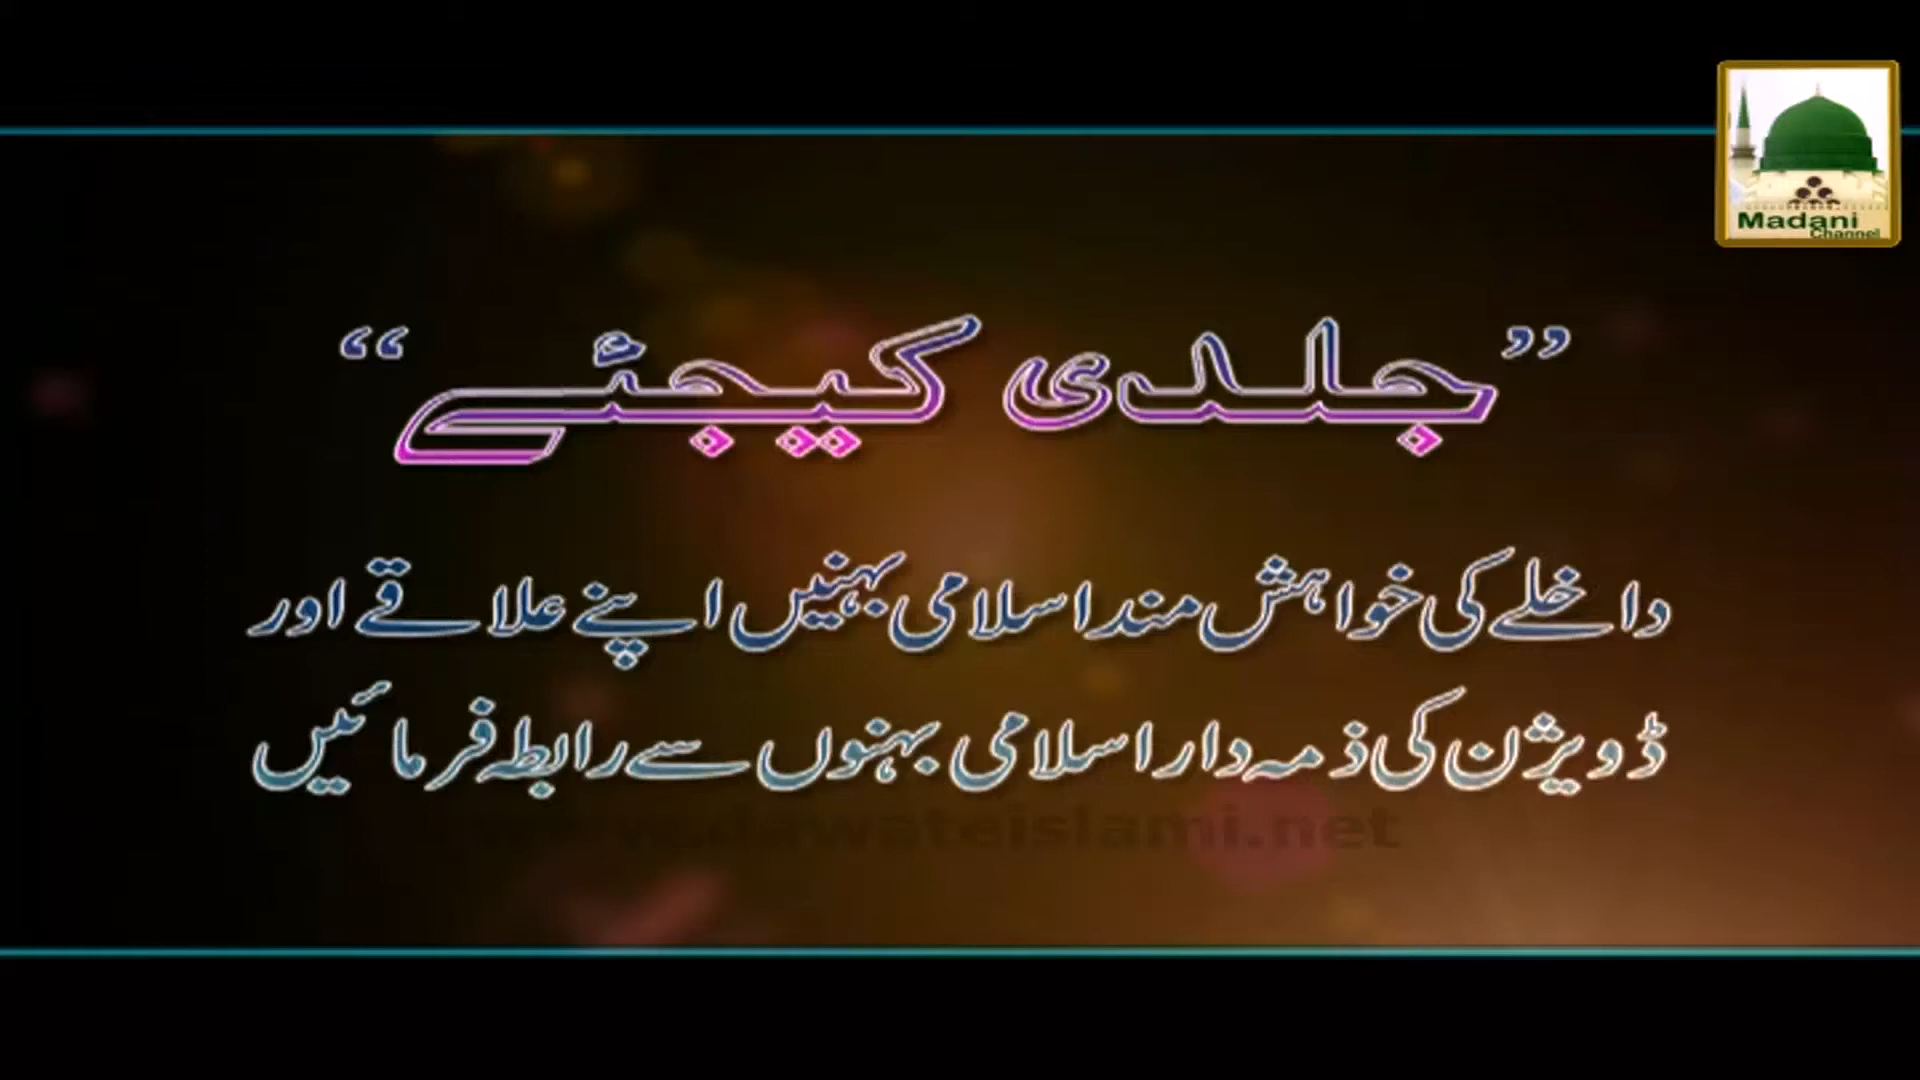 Madani
Channel
”جلدی کیجئے“
داخلے کی خواہش مند اسلامی بہنیں اپنے علاقے اور
ڈویژن کی ذمہ دار اسلامی بہنوں سے رابطہ فرمائیں
www.dawateislami.net